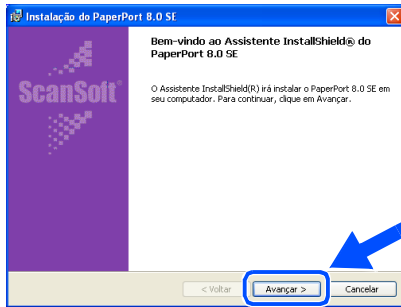 Instalação do PaperPort 8.0 SE
Bem-vindo ao Assistente InstallShield® do
PaperPort 8.0 SE
ScanSoft®
O Assistente InstallShield(R) irá instalar o PaperPort 8.0 SE em
seu computador. Para continuar, clique em Avançar.
< Voltar
Avançar >
Cancelar